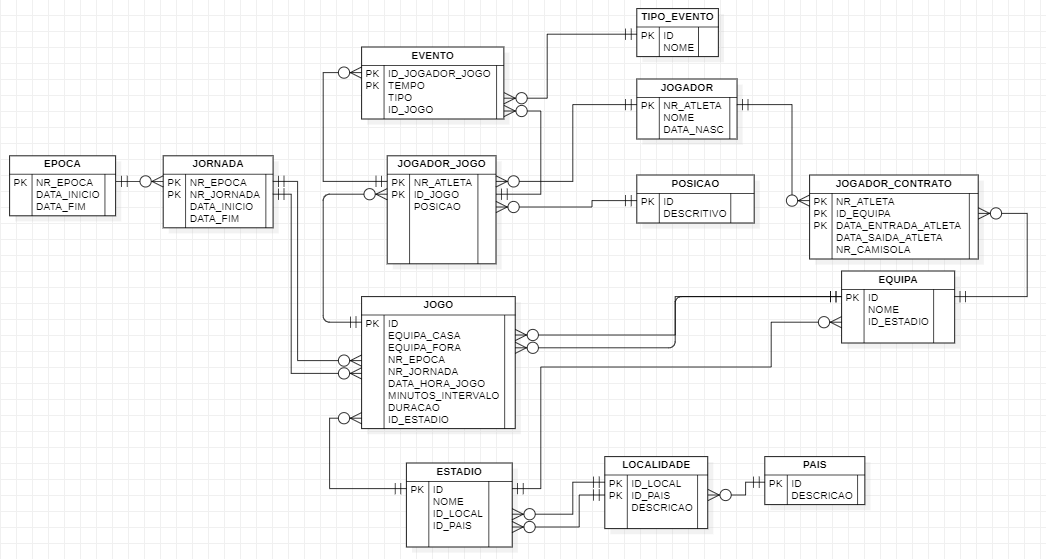 TIPO_EVENTO
PK ID
NOME
EVENTO
PK ID_JOGADOR_JOGO
PK TEMPO
TIPO
ID_JOGO
JOGADOR
PK NR_ATLETA
NOME
DATA_NASC
EPOCA
PK NR_EPOCA
DATA_INICIO
DATA_FIM
JORNADA
PK NR_EPOCA
PK NR_JORNADA
DATA_INICIO
DATA_FIM
JOGADOR_JOGO
PK NR_ATLETA
PK ID_JOGO
POSICAO
POSICAO
PK ID
DESCRITIVO
JOGADOR_CONTRATO
PK NR_ATLETA
PK ID_EQUIPA
PK DATA_ENTRADA_ATLETA
DATA_SAIDA_ATLETA
NR_CAMISOLA
EQUIPA
PK ID
NOME
ID_ESTADIO
JOGO
PK ID
EQUIPA_CASA
EQUIPA_FORA
NR_EPOCA
NR_JORNADA
DATA_HORA_JOGO
MINUTOS_INTERVALO
DURACAO
ID_ESTADIO
ESTADIO
PK ID
NOME
ID_LOCAL
ID_PAIS
LOCALIDADE
PK ID_LOCAL
PK ID_PAIS
DESCRICAO
PAIS
PK ID
DESCRICAO